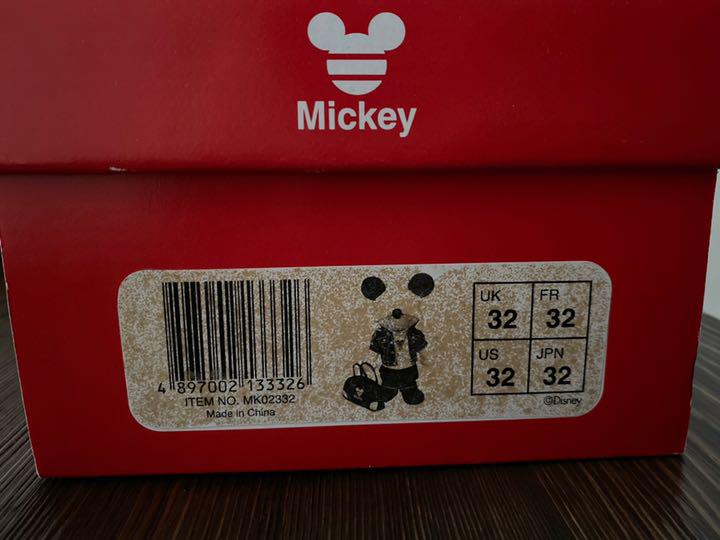 Mickey
4 897002 133326
ITEM NO. MK02332
Made in China
UK
32
FR
32
US
32
JPN
32
©Disney